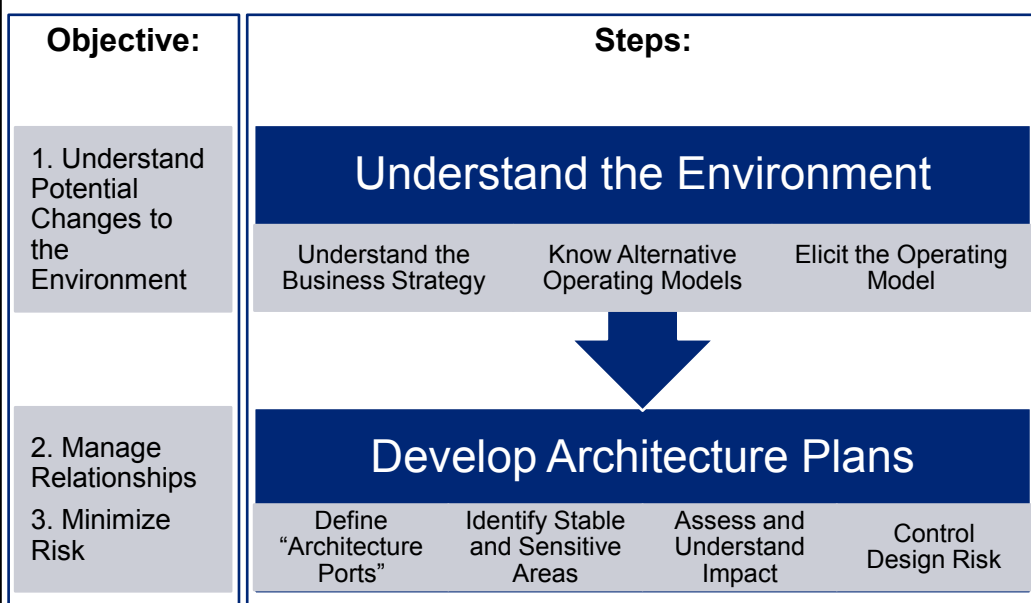 Objective:
Steps:
1. Understand
Potential
Changes to
the
Environment
Understand the Environment
Understand the
Business Strategy
Know Alternative
Operating Models
Elicit the Operating
Model
2. Manage
Relationships
3. Minimize
Risk
Develop Architecture Plans
Define
“Architecture
Ports”
Identify Stable
and Sensitive
Areas
Assess and
Understand
Impact
Control
Design Risk